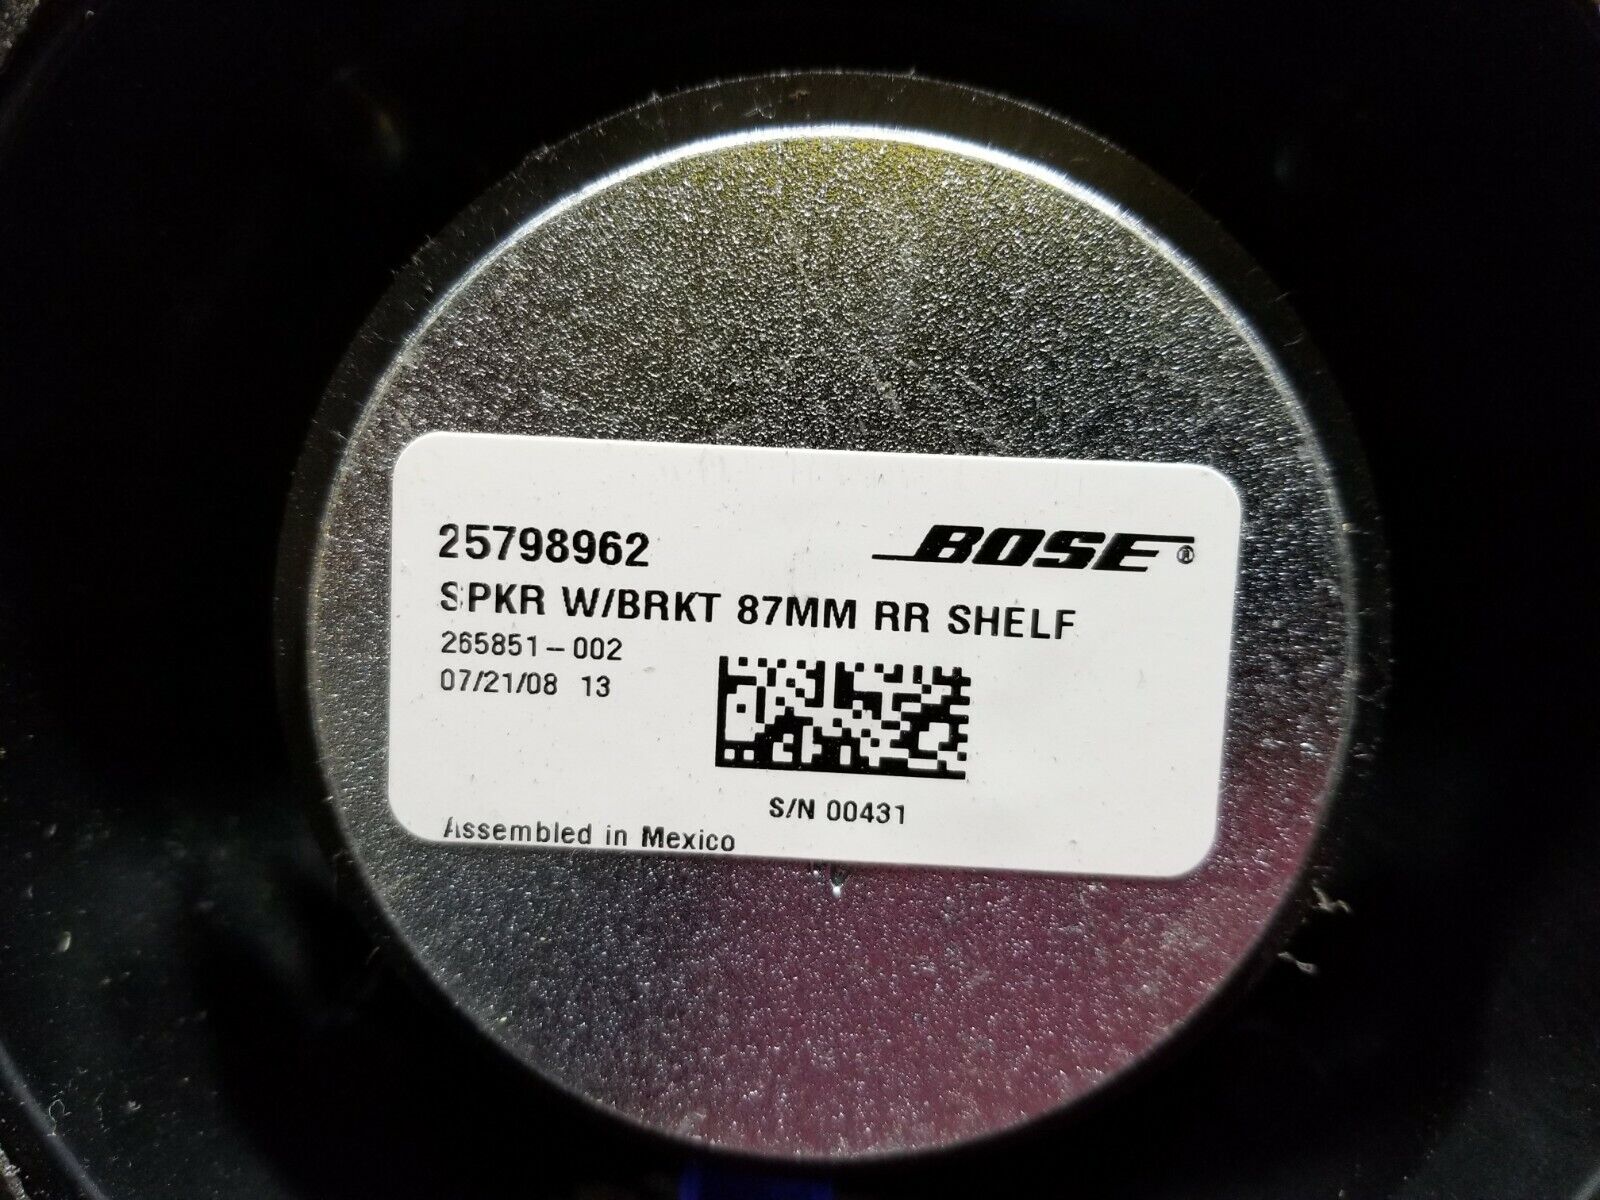 25798962
BOSE®
SPKR W/BRKT 87MM RR SHELF
265851-002
07/21/08 13
S/N 00431
Assembled in Mexico